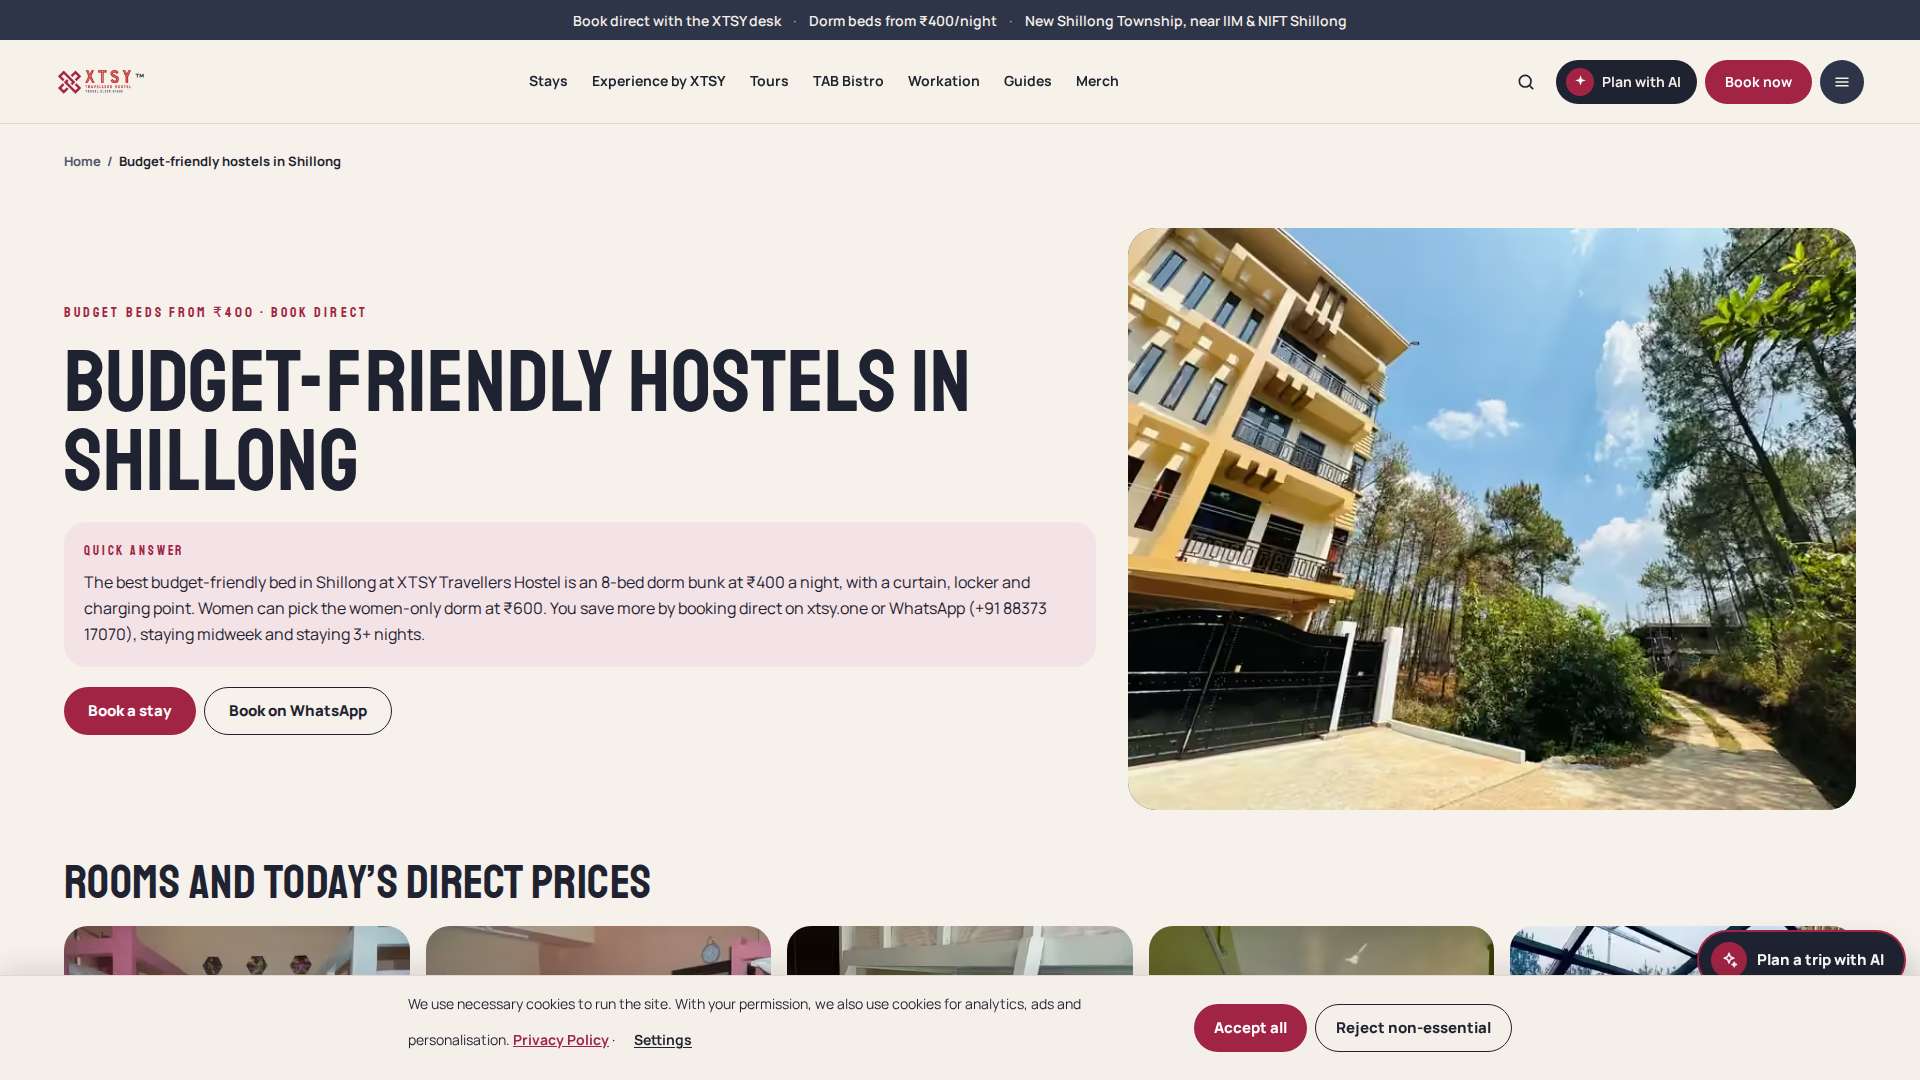 Book direct with the XTSY desk · Dorm beds from ₹400/night · New Shillong Township, near IIM & NIFT Shillong
XTSY™
Stays Experience by XTSY Tours TAB Bistro Workation Guides Merch
Plan with AI Book now
Home / Budget-friendly hostels in Shillong
BUDGET BEDS FROM ₹400 · BOOK DIRECT
BUDGET-FRIENDLY HOSTELS IN
SHILLONG
QUICK ANSWER
The best budget-friendly bed in Shillong at XTSY Travellers Hostel is an 8-bed dorm bunk at ₹400 a night, with a curtain, locker and
charging point. Women can pick the women-only dorm at ₹600. You save more by booking direct on xtsy.one or WhatsApp (+91 88373
17070), staying midweek and staying 3+ nights.
Book a stay Book on WhatsApp
ROOMS AND TODAY’S DIRECT PRICES
Plan a trip with AI
We use necessary cookies to run the site. With your permission, we also use cookies for analytics, ads and
personalisation. Privacy Policy · Settings
Accept all Reject non-essential